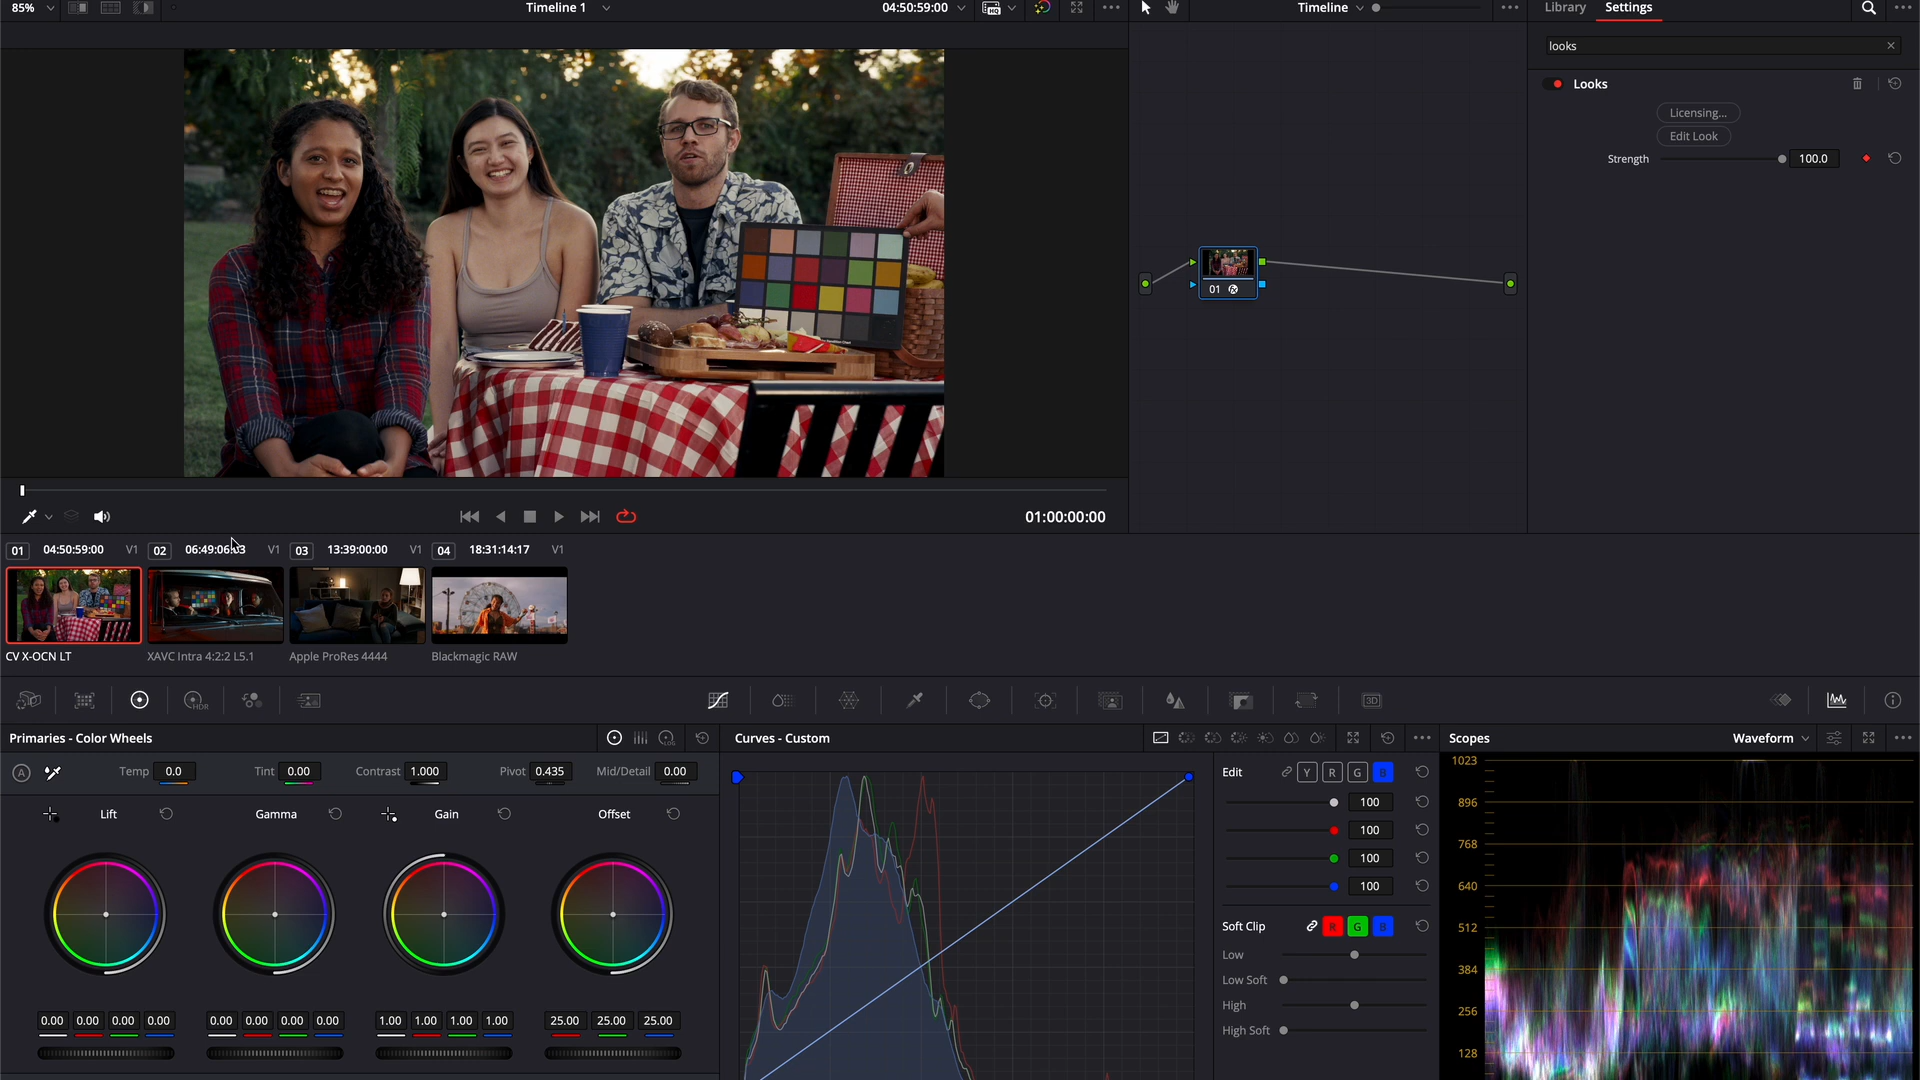 85%
Timeline 1
04:50:59:00
HQ
Timeline
Library
Settings
looks
Looks
Licensing...
Edit Look
Strength
100.0
01
01:00:00:00
01 04:50:59:00 V1
02 V1
03 13:39:00:00 V1
04 18:31:14:17 V1
CV X-OCN LT
XAVC Intra 4:2:2 L5.1
Apple ProRes 4444
Blackmagic RAW
HDR
3D
Primaries - Color Wheels
LOG
Curves - Custom
Scopes
Waveform
A
Temp 0.0
Tint 0.00
Contrast 1.000
Pivot 0.435
Mid/Detail 0.00
Lift
Gamma
Gain
Offset
0.00 0.00 0.00 0.00
0.00 0.00 0.00 0.00
1.00 1.00 1.00 1.00
25.00 25.00 25.00
Edit
Y R G B
100
100
100
100
Soft Clip
R G B
Low
Low Soft
High
High Soft
1023
896
768
640
512
384
256
128